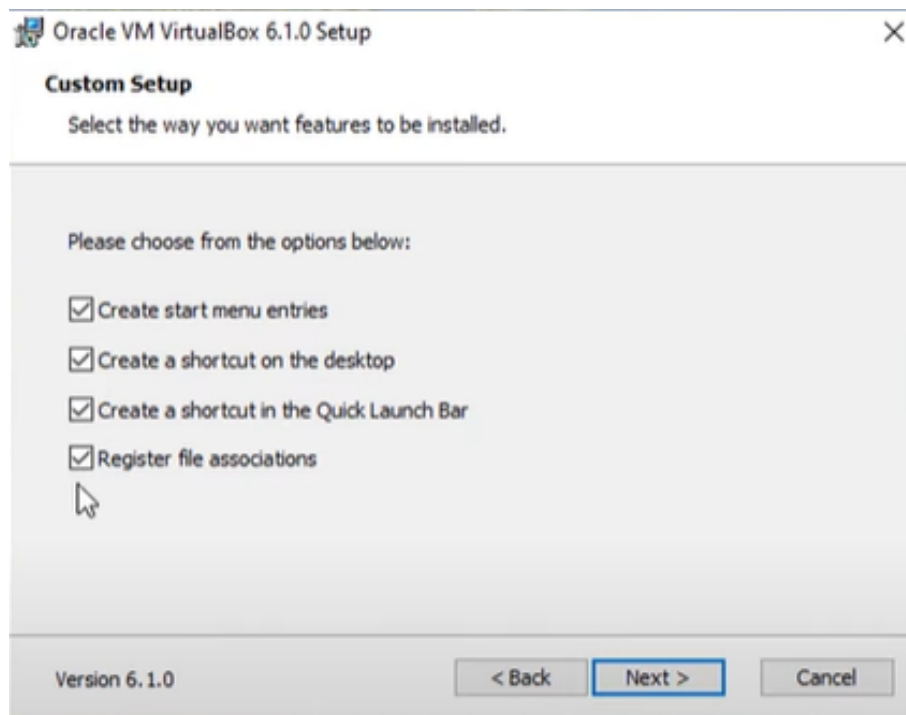 Oracle VM VirtualBox 6.1.0 Setup
Custom Setup
Select the way you want features to be installed.
Please choose from the options below:
Create start menu entries
Create a shortcut on the desktop
Create a shortcut in the Quick Launch Bar
Register file associations
Version 6.1.0
< Back
Next >
Cancel